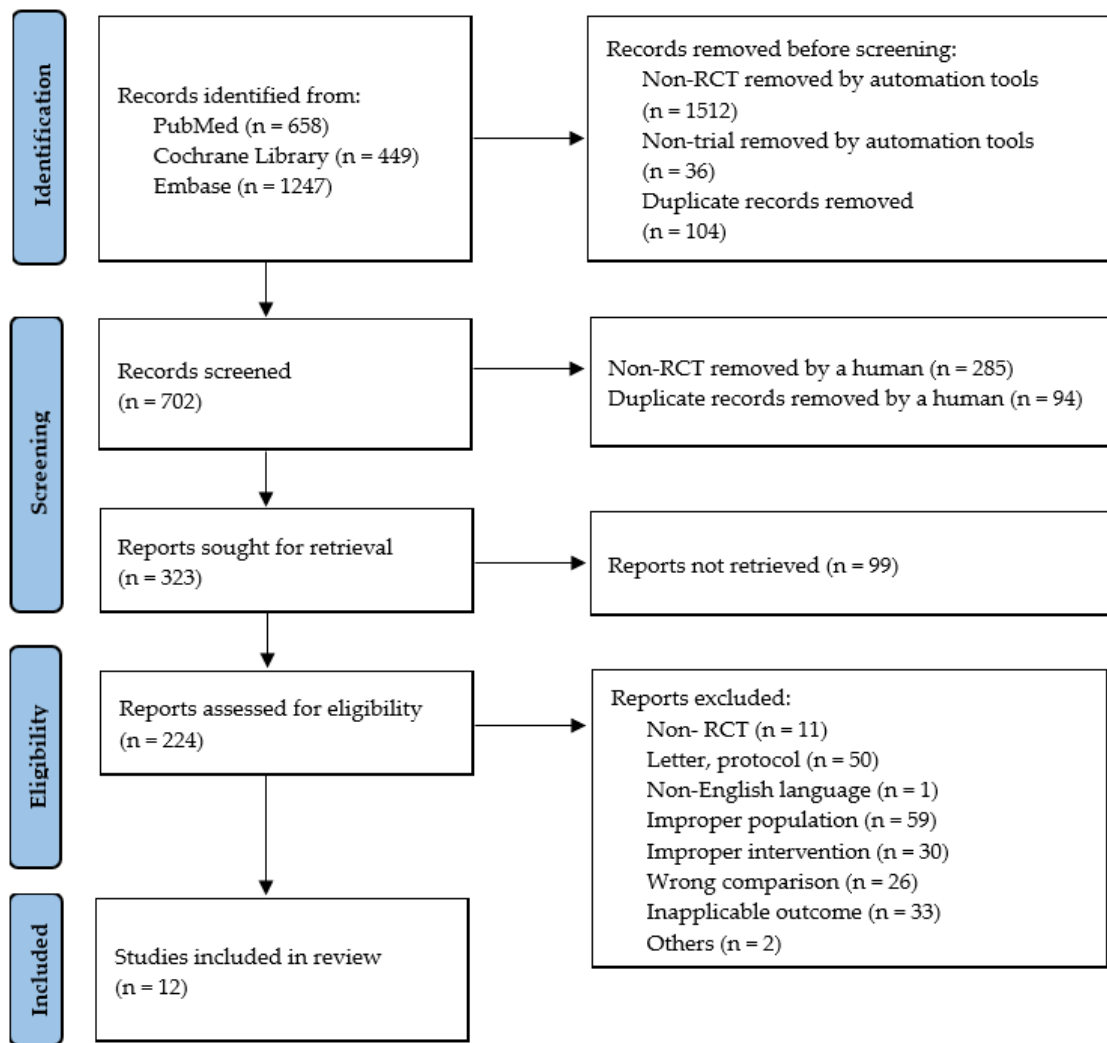 Identification
Records identified from:
PubMed (n = 658)
Cochrane Library (n = 449)
Embase (n = 1247)
Records removed before screening:
Non-RCT removed by automation tools
(n = 1512)
Non-trial removed by automation tools
(n = 36)
Duplicate records removed
(n = 104)
Screening
Records screened
(n = 702)
Non-RCT removed by a human (n = 285)
Duplicate records removed by a human (n = 94)
Reports sought for retrieval
(n = 323)
Reports not retrieved (n = 99)
Eligibility
Reports assessed for eligibility
(n = 224)
Reports excluded:
Non- RCT (n = 11)
Letter, protocol (n = 50)
Non-English language (n = 1)
Improper population (n = 59)
Improper intervention (n = 30)
Wrong comparison (n = 26)
Inapplicable outcome (n = 33)
Others (n = 2)
Included
Studies included in review
(n = 12)